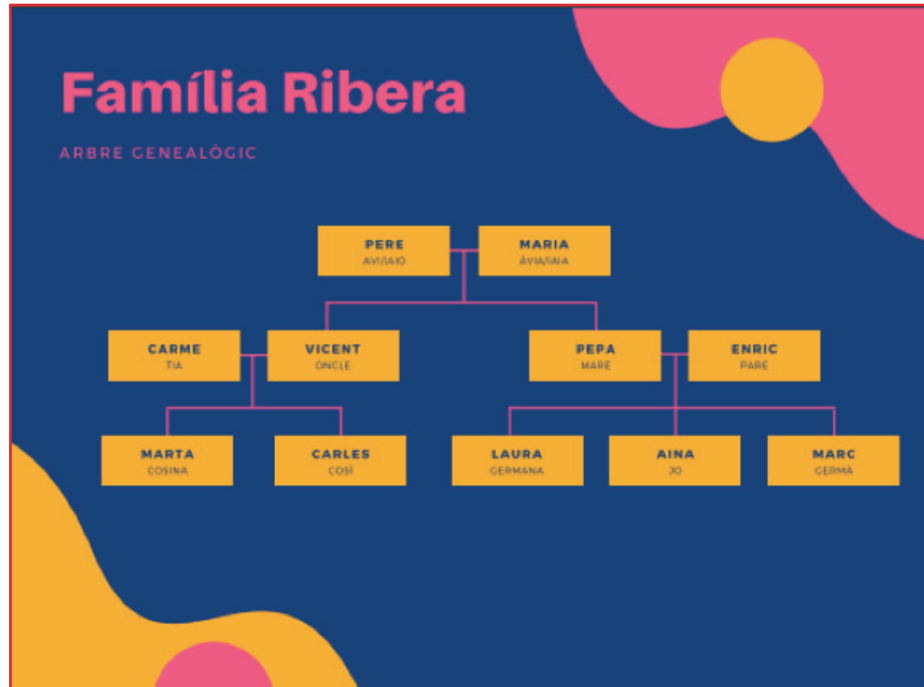 Família Ribera
ARBRE GENEALÒGIC
PERE MARIA
AVI/IAIO ÀVIA/IAIA
CARME VICENT PEPA ENRIC
TIA ONCLE MARE PARE
MARTA CARLES LAURA AINA MARC
COSINA COSÍ GERMANA JO GERMÀ